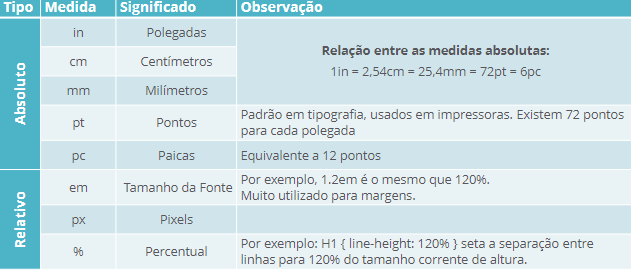 Tipo Medida Significado Observação
Absoluto
in Polegadas
cm Centímetros
mm Milímetros
Relação entre as medidas absolutas:
1in = 2,54cm = 25,4mm = 72pt = 6pc
pt Pontos Padrão em tipografia, usados em impressoras. Existem 72 pontos
para cada polegada
pc Paicas Equivalente a 12 pontos
Relativo
em Tamanho da Fonte Por exemplo, 1.2em é o mesmo que 120%.
Muito utilizado para margens.
px Pixels
% Percentual Por exemplo: H1 { line-height: 120% } seta a separação entre
linhas para 120% do tamanho corrente de altura.